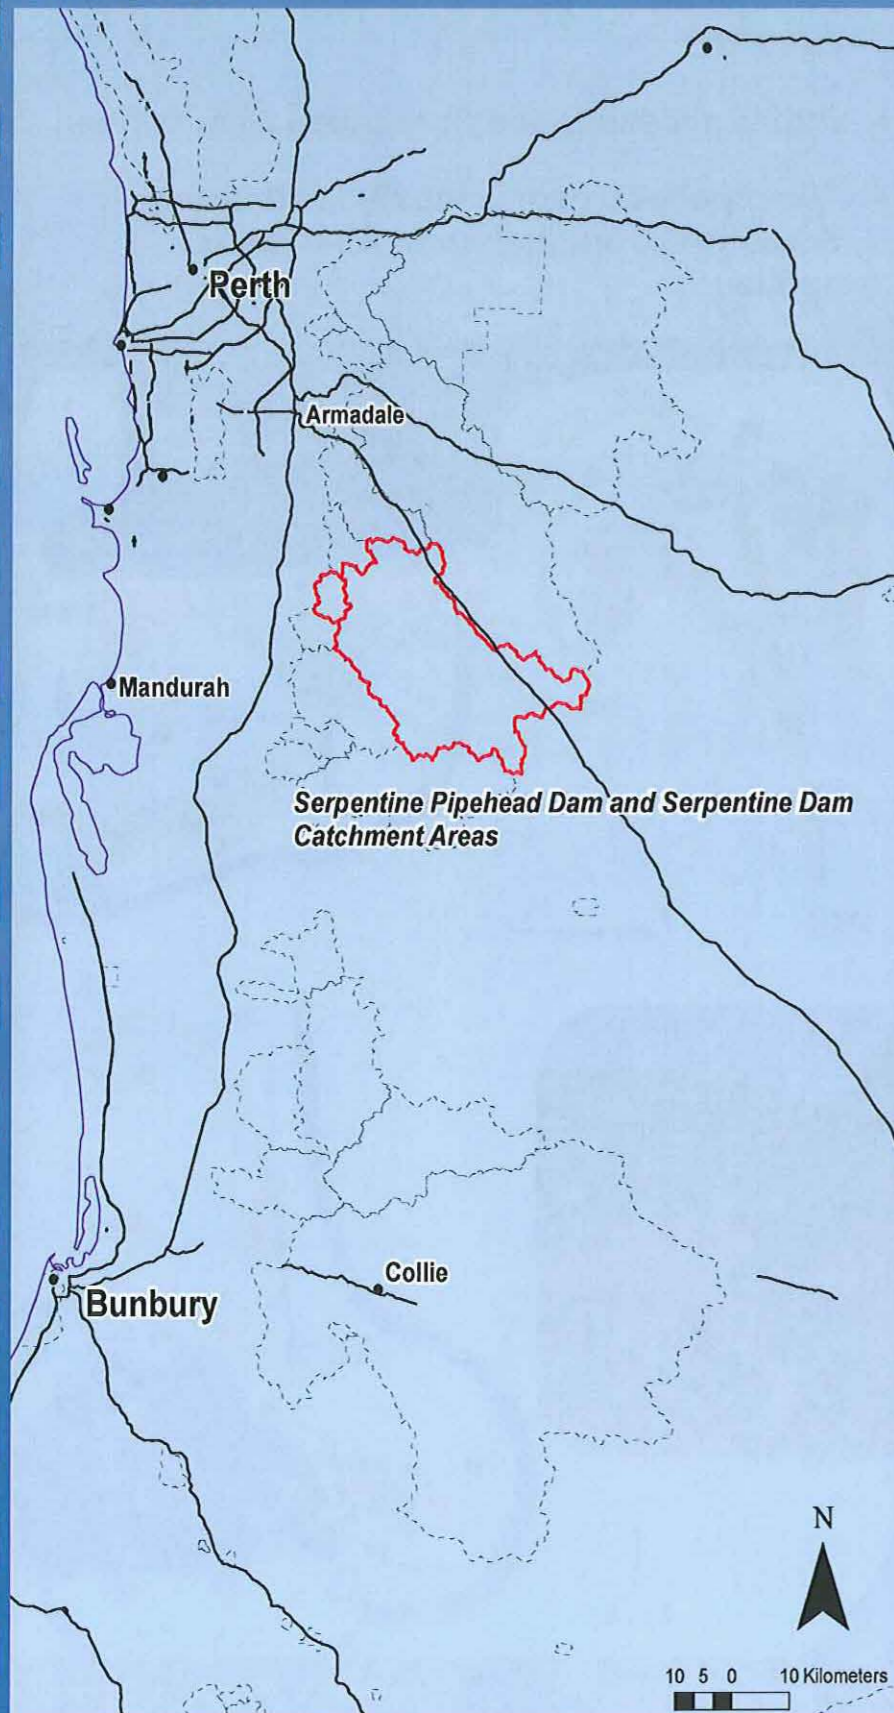 Perth
Armadale
Mandurah
Serpentine Pipehead Dam and Serpentine Dam
Catchment Areas
Collie
Bunbury
N
10 5 0 10 Kilometers